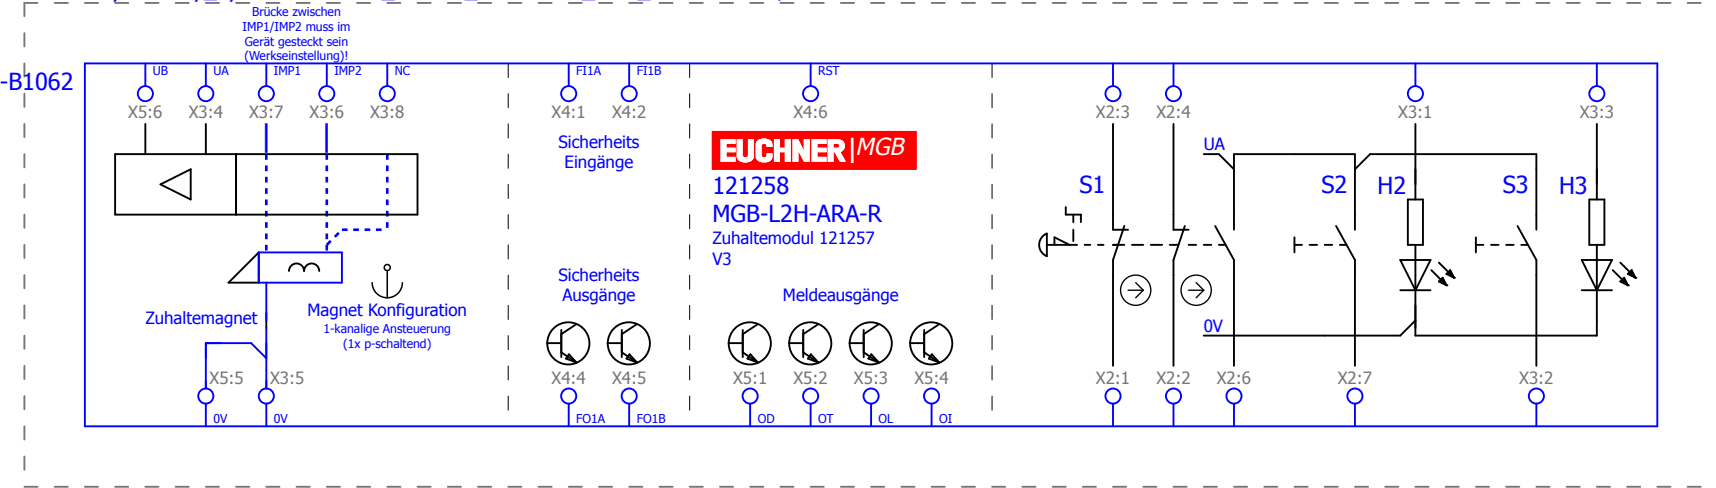 Brücke zwischen
IMP1/IMP2 muss im
Gerät gesteckt sein
(Werkseinstellung)!
-B1062
UB UA IMP1 IMP2 NC FI1A FI1B RST
X5:6 X3:4 X3:7 X3:6 X3:8 X4:1 X4:2 X4:6 X2:3 X2:4 X3:1 X3:3
Sicherheits
Eingänge
EUCHNER|MGB
121258
MGB-L2H-ARA-R
Zuhaltemodul 121257
V3
UA
S1 S2 H2 S3 H3
Sicherheits
Ausgänge
Meldeausgänge
Zuhaltemagnet
Magnet Konfiguration
1-kanalige Ansteuerung
(1x p-schaltend)
0V
X5:5 X3:5 X4:4 X4:5 X5:1 X5:2 X5:3 X5:4 X2:1 X2:2 X2:6 X2:7 X3:2
0V 0V FO1A FO1B OD OT OL OI